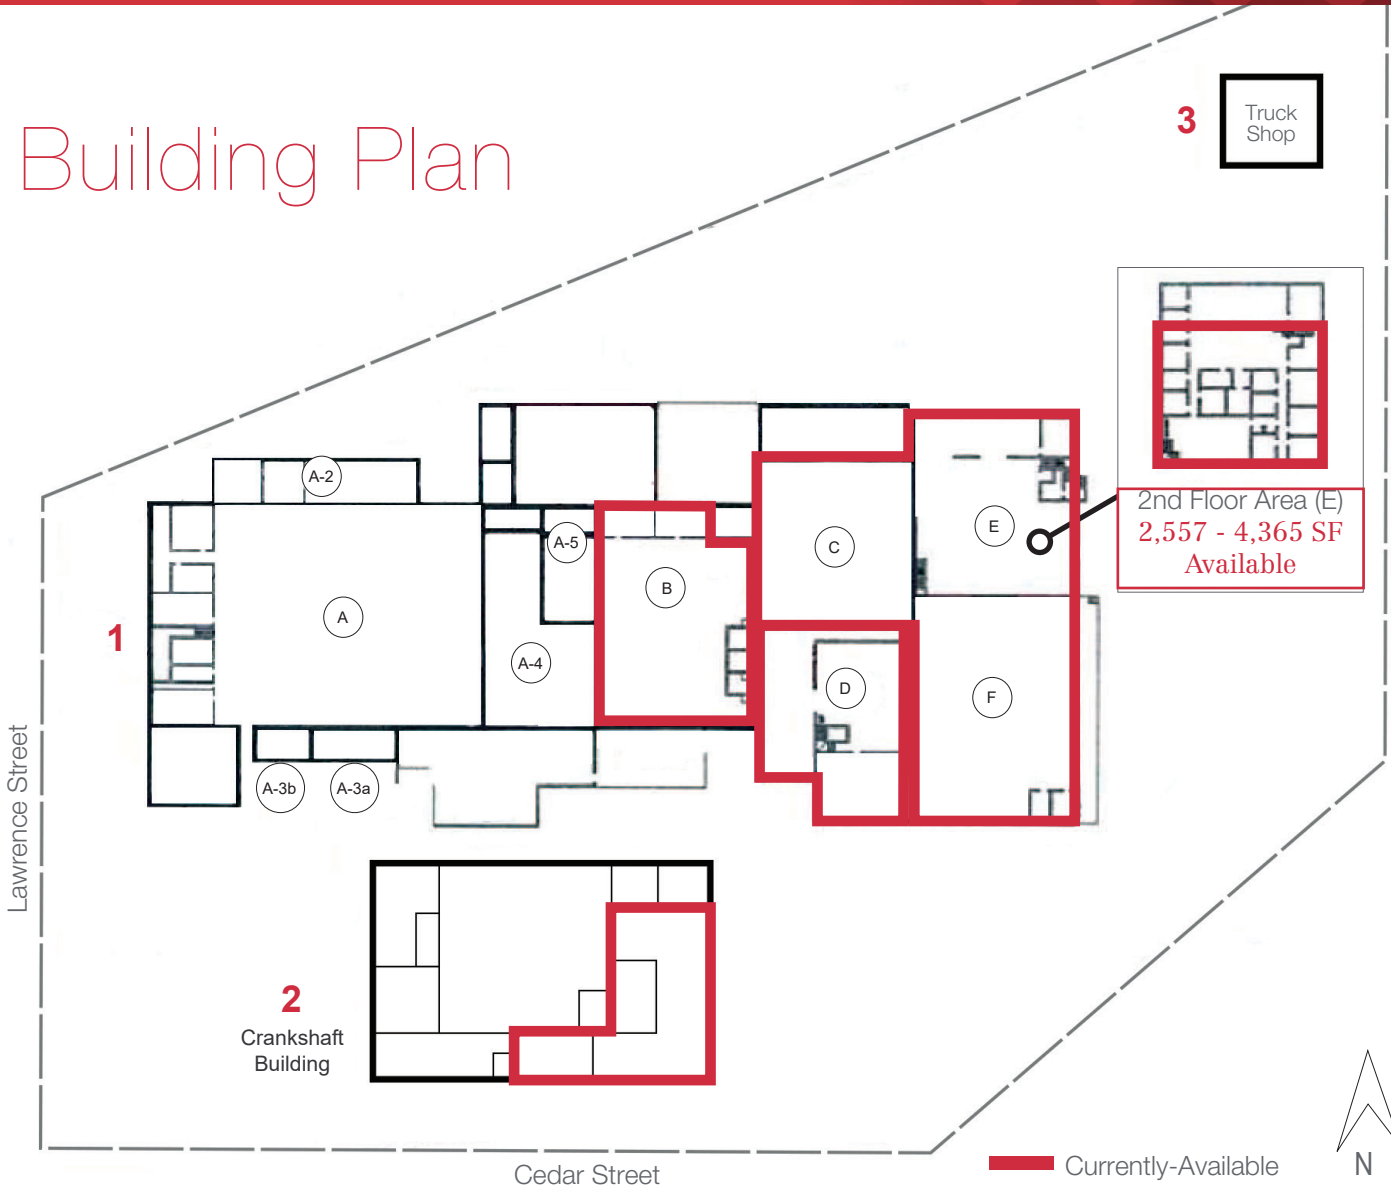 Building Plan
3
Truck
Shop
A-2
2nd Floor Area (E)
2,557 - 4,365 SF
Available
E
A-5
C
B
1
A
A-4
D
F
A-3b
A-3a
Lawrence Street
2
Crankshaft
Building
Cedar Street
Currently-Available
N